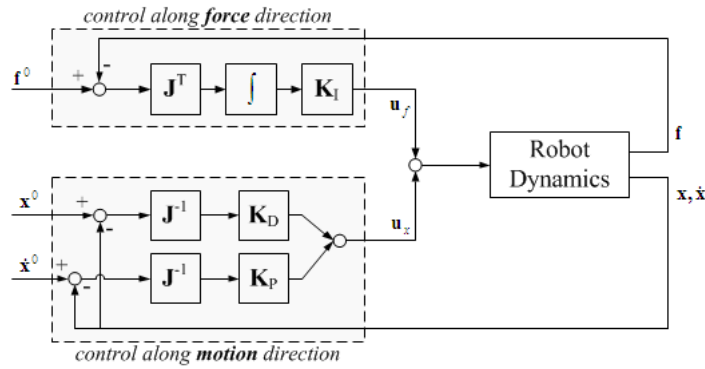 control along force direction
f⁰
+
-
Jᵀ
∫
K_I
u_f
f
Robot
Dynamics
x, ẋ
x⁰
+
-
J⁻¹
K_D
u_x
ẋ⁰
+
-
J⁻¹
K_P
control along motion direction